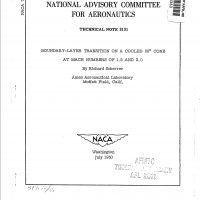 NATIONAL ADVISORY COMMITTEE
FOR AERONAUTICS
TECHNICAL NOTE 2131
BOUNDARY-LAYER TRANSITION ON A COOLED 20° CONE
AT MACH NUMBERS OF 1.5 AND 2.0
By Richard Scherrer
Ames Aeronautical Laboratory
Moffett Field, Calif.
NACA
Washington
July 1950